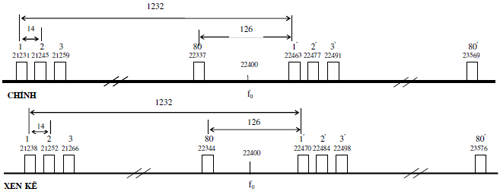 1232
14
126
1 2 3 80 1' 2' 3' 80'
21231 21245 21259 22337 22400 22463 22477 22491 23569
CHÍNH
f0
1232
14
126
1 2 3 80 1' 2' 3' 80'
21238 21252 21266 22344 22400 22470 22484 22498 23576
XEN KẼ
f0